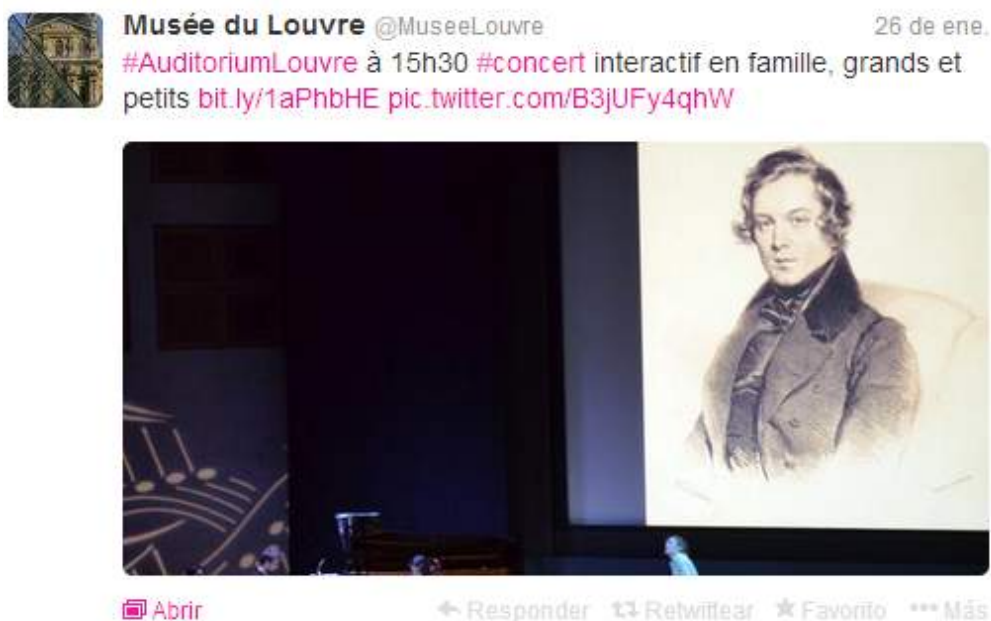 Musée du Louvre @MuseeLouvre 26 de ene.
#AuditoriumLouvre à 15h30 #concert interactif en famille, grands et
petits bit.ly/1aPhbHE pic.twitter.com/B3jUFy4qhW
Abrir Responder Retwittear Favorito Más